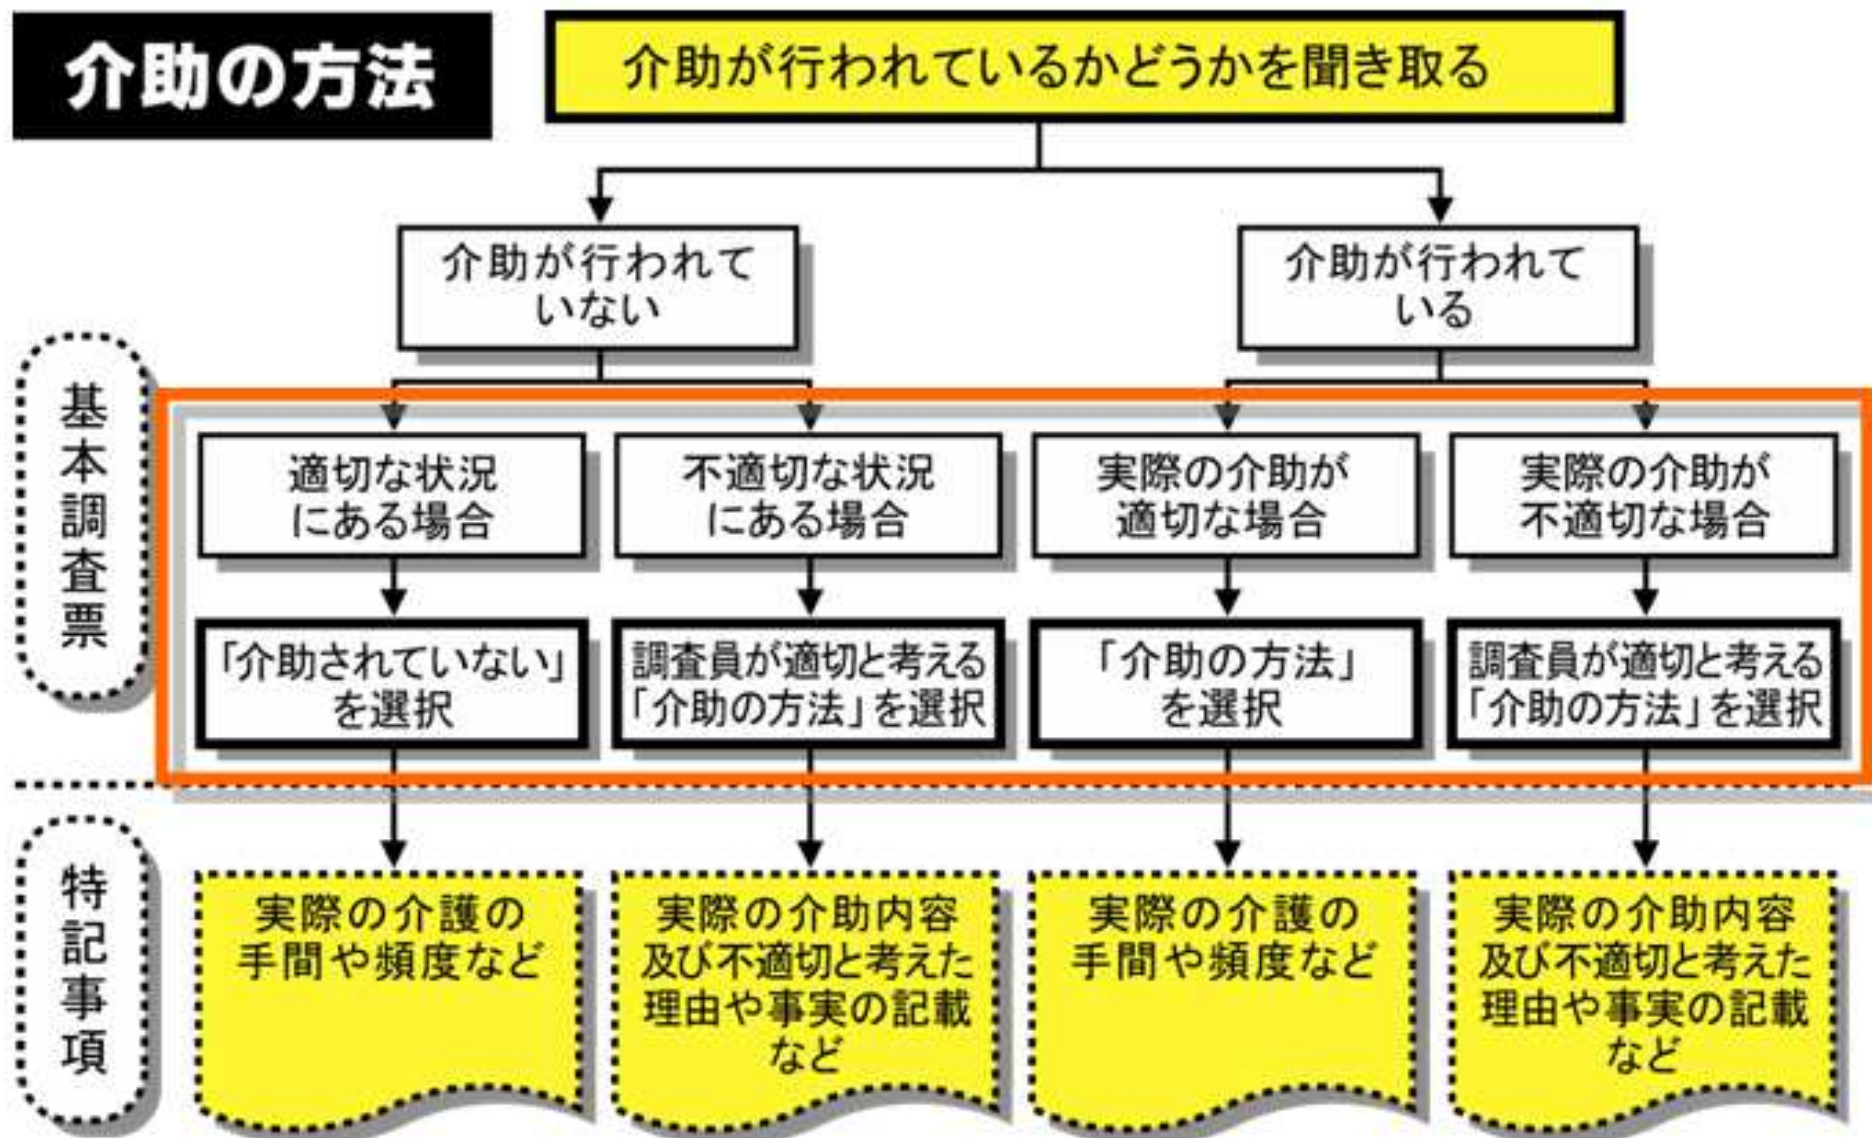 介助の方法
介助が行われているかどうかを聞き取る
介助が行われて
いない
介助が行われて
いる
基本調査票
適切な状況
にある場合
不適切な状況
にある場合
実際の介助が
適切な場合
実際の介助が
不適切な場合
「介助されていない」
を選択
調査員が適切と考える
「介助の方法」を選択
「介助の方法」
を選択
調査員が適切と考える
「介助の方法」を選択
特記事項
実際の介護の
手間や頻度など
実際の介助内容
及び不適切と考えた
理由や事実の記載
など
実際の介護の
手間や頻度など
実際の介助内容
及び不適切と考えた
理由や事実の記載
など